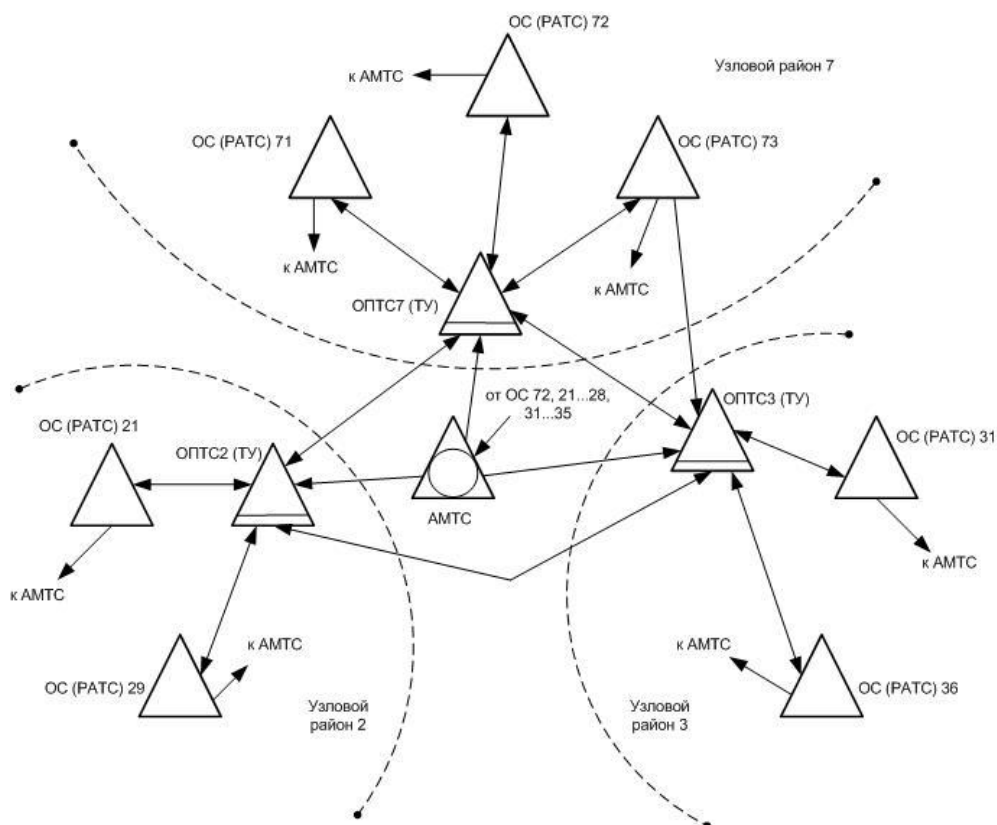 ОС (РАТС) 72
к АМТС
Узловой район 7
ОС (РАТС) 71
ОС (РАТС) 73
к АМТС
к АМТС
ОПТС7 (ТУ)
от ОС 72, 21...28,
31...35
ОПТС3 (ТУ)
ОС (РАТС) 21
ОПТС2 (ТУ)
ОС (РАТС) 31
АМТС
к АМТС
к АМТС
к АМТС
к АМТС
ОС (РАТС) 29
ОС (РАТС) 36
Узловой
район 2
Узловой
район 3